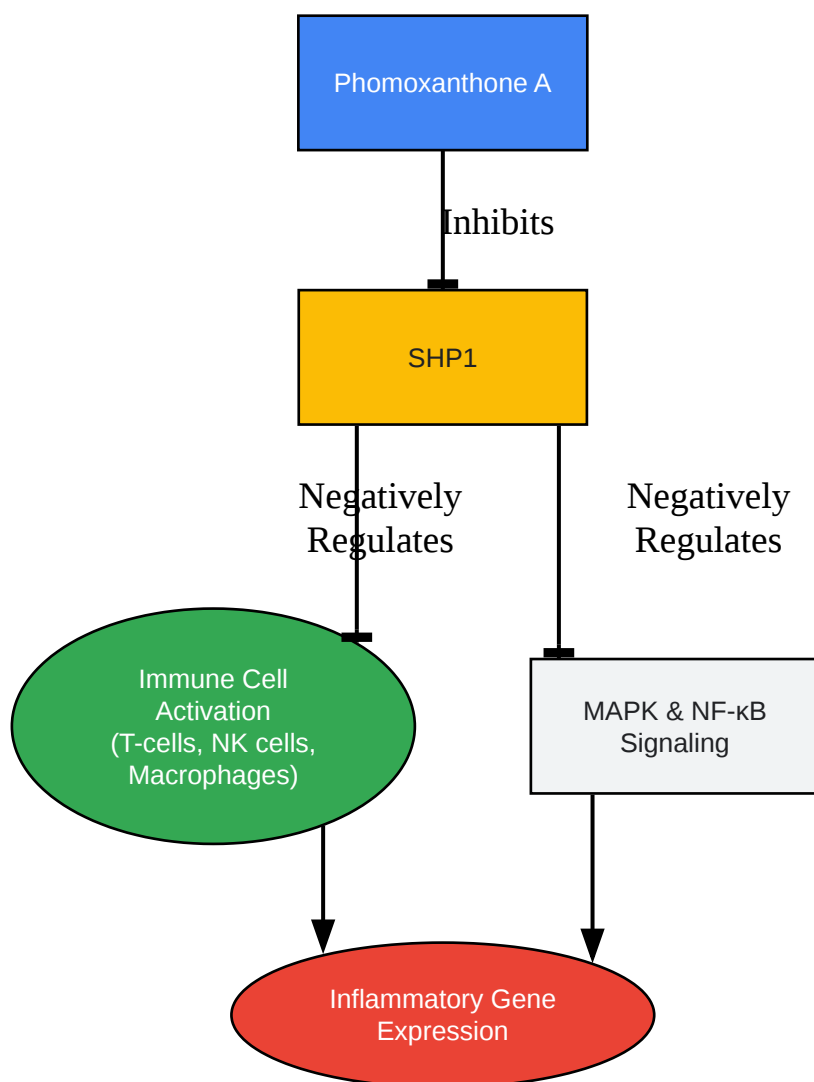 Phomoxanthone A
Inhibits
SHP1
Negatively
Regulates
Negatively
Regulates
Immune Cell
Activation
(T-cells, NK cells,
Macrophages)
MAPK & NF-κB
Signaling
Inflammatory Gene
Expression